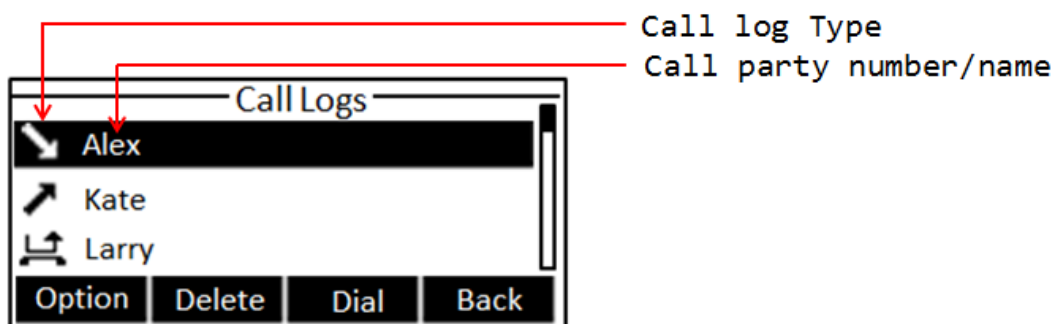 Call log Type
Call party number/name
Call Logs
Alex
Kate
Larry
Option Delete Dial Back